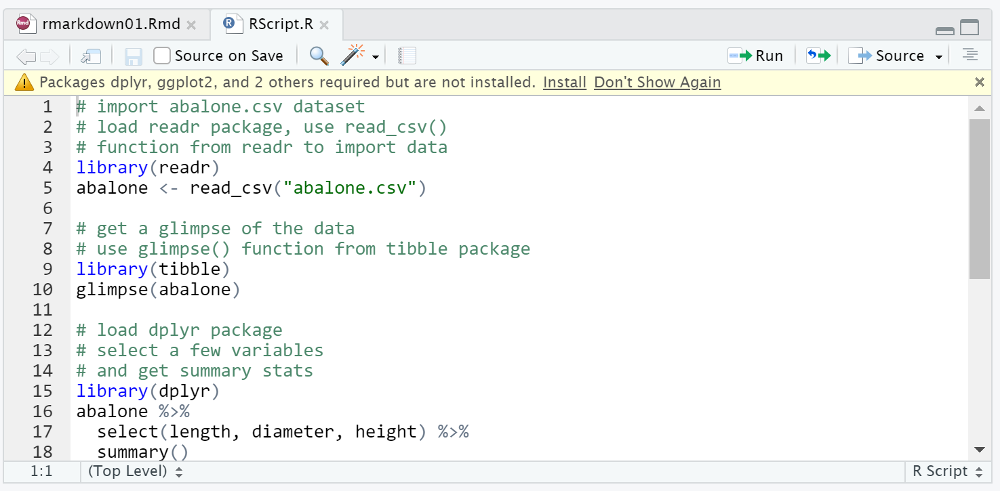 rmarkdown01.Rmd RScript.R
Source on Save Run Source
Packages dplyr, ggplot2, and 2 others required but are not installed. Install Don't Show Again
1 # import abalone.csv dataset
2 # load readr package, use read_csv()
3 # function from readr to import data
4 library(readr)
5 abalone <- read_csv("abalone.csv")
6
7 # get a glimpse of the data
8 # use glimpse() function from tibble package
9 library(tibble)
10 glimpse(abalone)
11
12 # load dplyr package
13 # select a few variables
14 # and get summary stats
15 library(dplyr)
16 abalone %>%
17   select(length, diameter, height) %>%
18   summary()
1:1 (Top Level) R Script